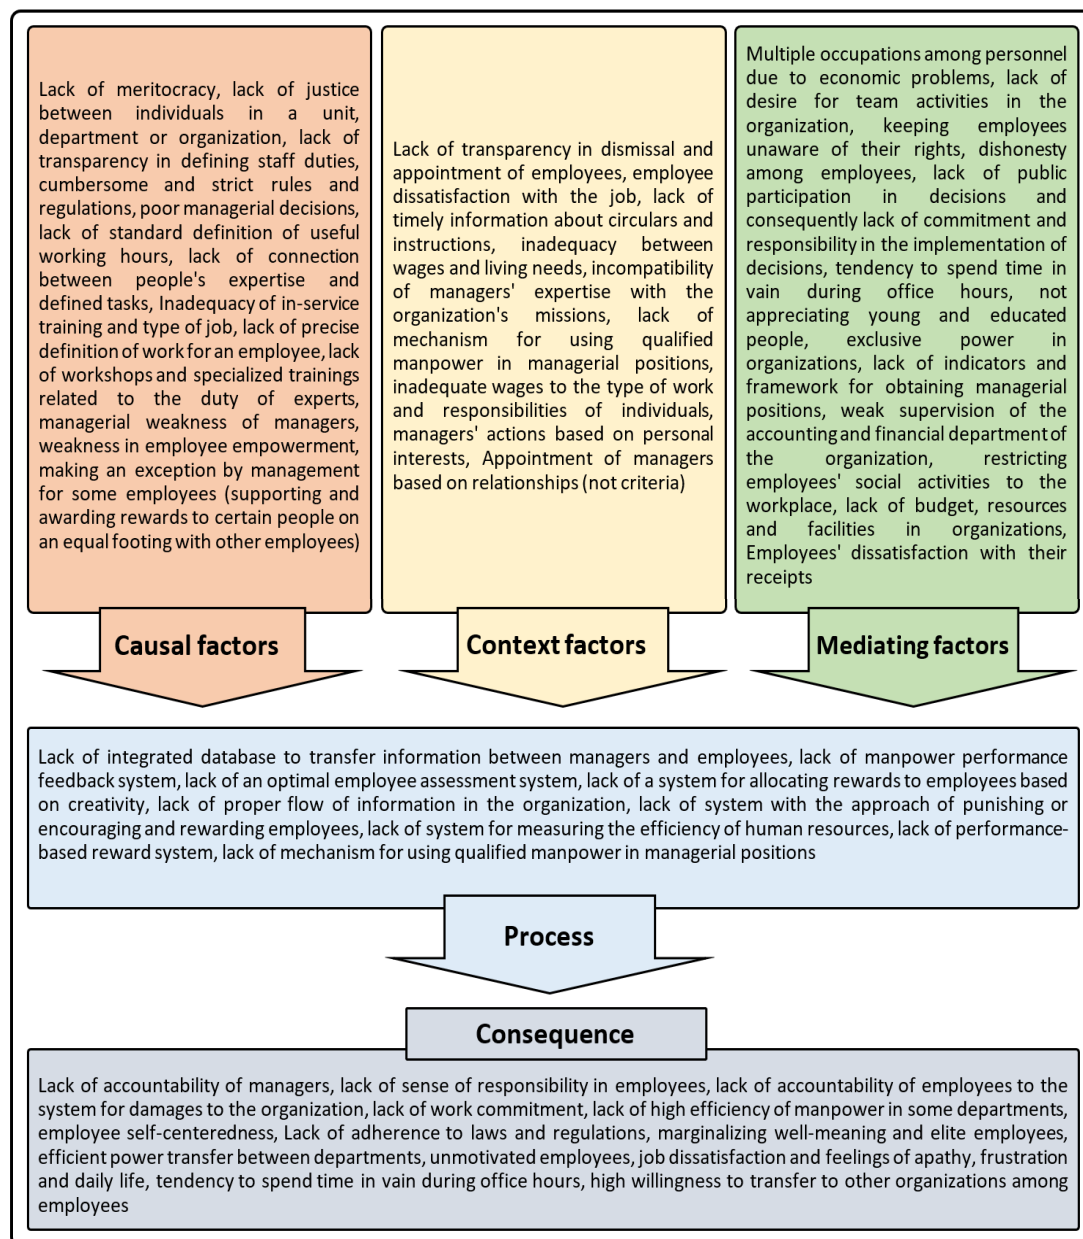 Lack of meritocracy, lack of justice
between individuals in a unit,
department or organization, lack of
transparency in defining staff duties,
cumbersome and strict rules and
regulations, poor managerial decisions,
lack of standard definition of useful
working hours, lack of connection
between people's expertise and
defined tasks, Inadequacy of in-service
training and type of job, lack of precise
definition of work for an employee, lack
of workshops and specialized trainings
related to the duty of experts,
managerial weakness of managers,
weakness in employee empowerment,
making an exception by management
for some employees (supporting and
awarding rewards to certain people on
an equal footing with other employees)
Causal factors
Lack of transparency in dismissal and
appointment of employees, employee
dissatisfaction with the job, lack of
timely information about circulars and
instructions, inadequacy between
wages and living needs, incompatibility
of managers' expertise with the
organization's missions, lack of
mechanism for using qualified
manpower in managerial positions,
inadequate wages to the type of work
and responsibilities of individuals,
managers' actions based on personal
interests, Appointment of managers
based on relationships (not criteria)
Context factors
Multiple occupations among personnel
due to economic problems, lack of
desire for team activities in the
organization, keeping employees
unaware of their rights, dishonesty
among employees, lack of public
participation in decisions and
consequently lack of commitment and
responsibility in the implementation of
decisions, tendency to spend time in
vain during office hours, not
appreciating young and educated
people, exclusive power in
organizations, lack of indicators and
framework for obtaining managerial
positions, weak supervision of the
accounting and financial department of
the organization, restricting
employees' social activities to the
workplace, lack of budget, resources
and facilities in organizations,
Employees' dissatisfaction with their
receipts
Mediating factors
Lack of integrated database to transfer information between managers and employees, lack of manpower performance
feedback system, lack of an optimal employee assessment system, lack of a system for allocating rewards to employees based
on creativity, lack of proper flow of information in the organization, lack of system with the approach of punishing or
encouraging and rewarding employees, lack of system for measuring the efficiency of human resources, lack of performance-
based reward system, lack of mechanism for using qualified manpower in managerial positions
Process
Consequence
Lack of accountability of managers, lack of sense of responsibility in employees, lack of accountability of employees to the
system for damages to the organization, lack of work commitment, lack of high efficiency of manpower in some departments,
employee self-centeredness, Lack of adherence to laws and regulations, marginalizing well-meaning and elite employees,
efficient power transfer between departments, unmotivated employees, job dissatisfaction and feelings of apathy, frustration
and daily life, tendency to spend time in vain during office hours, high willingness to transfer to other organizations among
employees